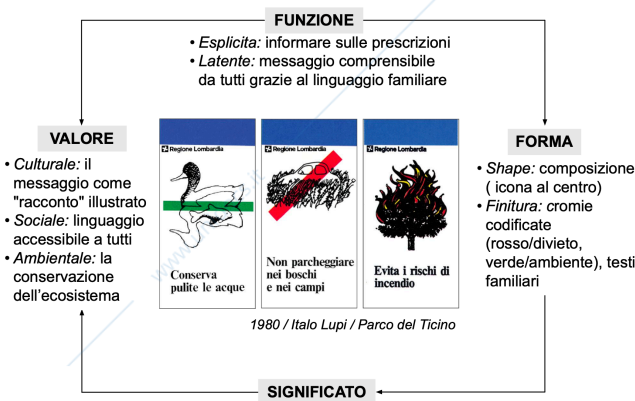 FUNZIONE
• Esplicita: informare sulle prescrizioni
• Latente: messaggio comprensibile
da tutti grazie al linguaggio familiare
VALORE
• Culturale: il
messaggio come
"racconto" illustrato
• Sociale: linguaggio
accessibile a tutti
• Ambientale: la
conservazione
dell'ecosistema
Regione Lombardia
Conserva
pulite le acque
Regione Lombardia
Non parcheggiare
nei boschi
e nei campi
Regione Lombardia
Evita i rischi di
incendio
1980 / Italo Lupi / Parco del Ticino
FORMA
• Shape: composizione
( icona al centro)
• Finitura: cromie
codificate
(rosso/divieto,
verde/ambiente), testi
familiari
SIGNIFICATO